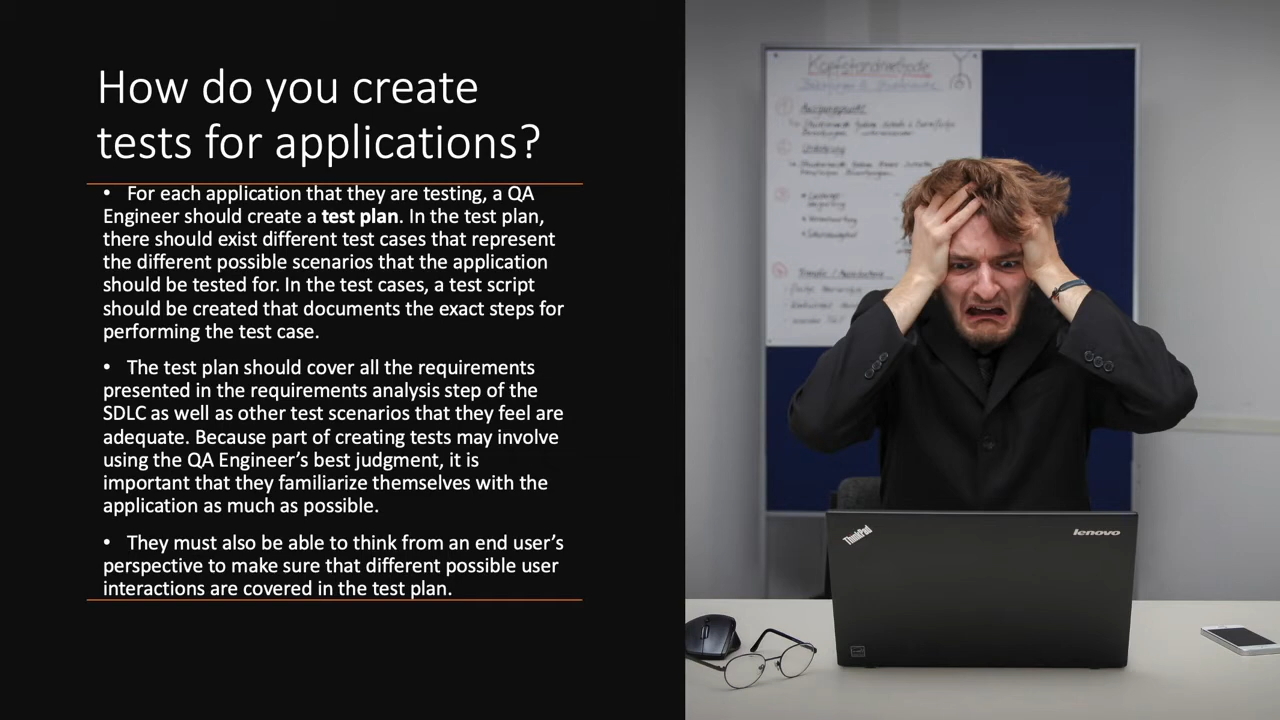 How do you create
tests for applications?
• For each application that they are testing, a QA
Engineer should create a test plan. In the test plan,
there should exist different test cases that represent
the different possible scenarios that the application
should be tested for. In the test cases, a test script
should be created that documents the exact steps for
performing the test case.
• The test plan should cover all the requirements
presented in the requirements analysis step of the
SDLC as well as other test scenarios that they feel are
adequate. Because part of creating tests may involve
using the QA Engineer’s best judgment, it is
important that they familiarize themselves with the
application as much as possible.
• They must also be able to think from an end user’s
perspective to make sure that different possible user
interactions are covered in the test plan.
Kopfstandmethode
ThinkPad
lenovo